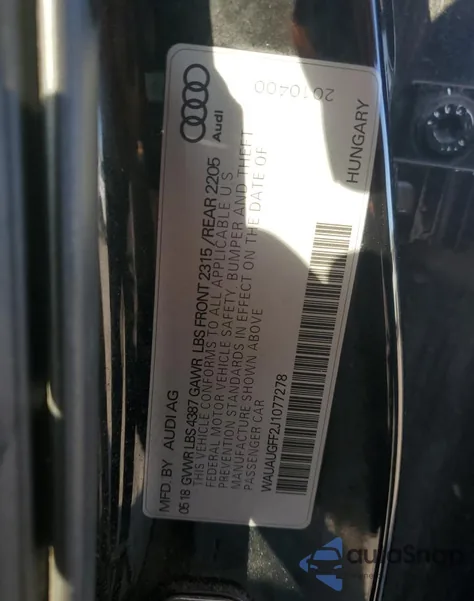 Audi
2010400
HUNGARY
MFD.BY AUDI AG
05.18 GVWR LBS 4387 GAWR LBS FRONT 2315 / REAR 2205
THIS VEHICLE CONFORMS TO ALL APPLICABLE U S
FEDERAL MOTOR VEHICLE SAFETY, BUMPER AND THEFT
PREVENTION STANDARDS IN EFFECT ON THE DATE OF
MANUFACTURE SHOWN ABOVE
PASSENGER CAR
WAUAUGFF2J1077278
autoSnap